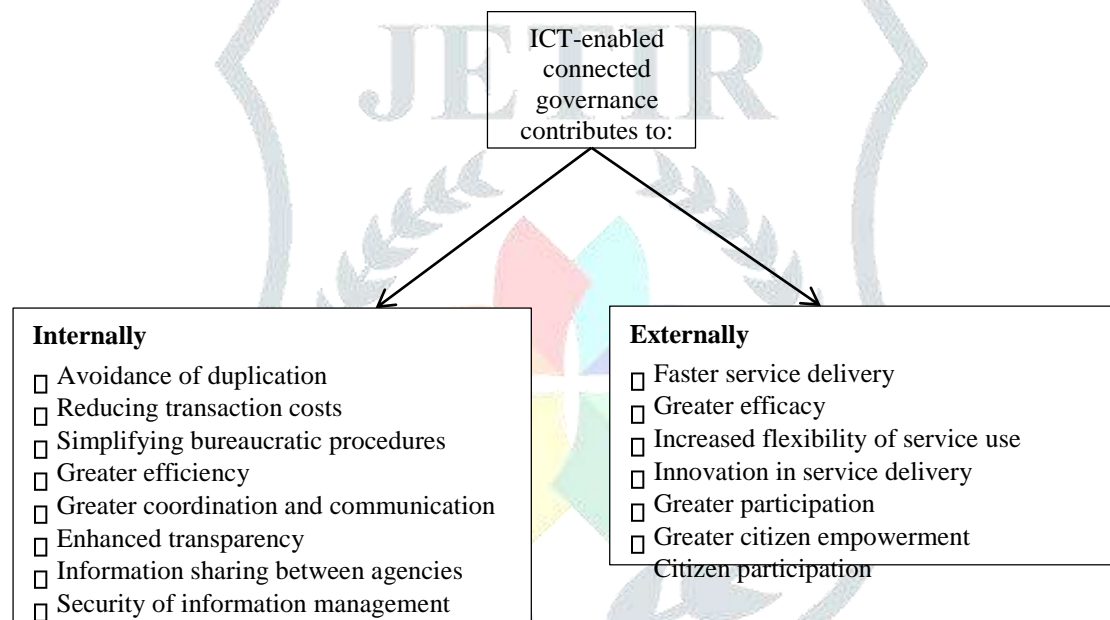 JETIR
ICT-enabled
connected
governance
contributes to:
Internally
Avoidance of duplication
Reducing transaction costs
Simplifying bureaucratic procedures
Greater efficiency
Greater coordination and communication
Enhanced transparency
Information sharing between agencies
Security of information management
Externally
Faster service delivery
Greater efficacy
Increased flexibility of service use
Innovation in service delivery
Greater participation
Greater citizen empowerment
Citizen participation